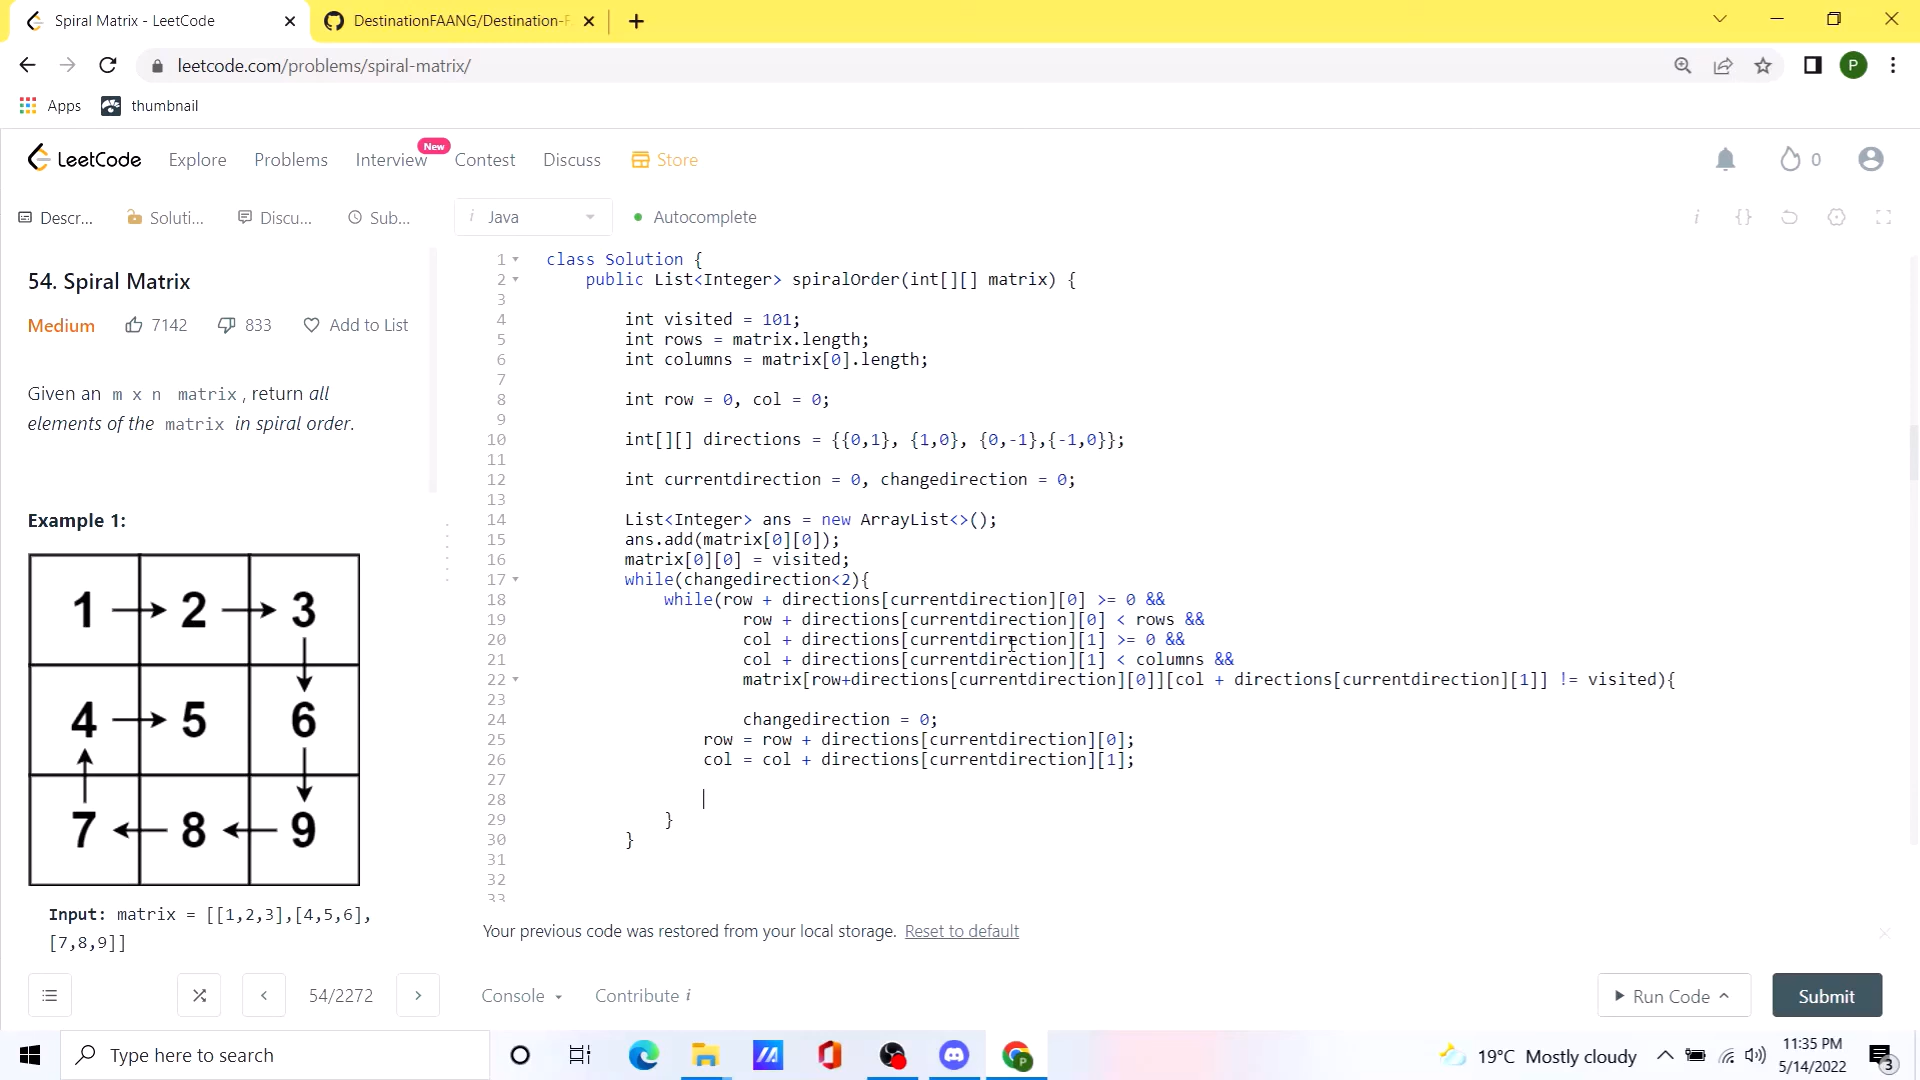 Spiral Matrix - LeetCode
DestinationFAANG/Destination-F
leetcode.com/problems/spiral-matrix/
P
Apps
thumbnail
LeetCode
Explore
Problems
Interview
New
Contest
Discuss
Store
0
Descr...
Soluti...
Discu...
Sub...
i Java
Autocomplete
i
{}
54. Spiral Matrix
Medium
7142
833
Add to List
Given an m x n matrix, return all
elements of the matrix in spiral order.
Example 1:
1 2 3
4 5 6
7 8 9
Input: matrix = [[1,2,3],[4,5,6],
[7,8,9]]
1 class Solution {
2 public List<Integer> spiralOrder(int[][] matrix) {
3
4 int visited = 101;
5 int rows = matrix.length;
6 int columns = matrix[0].length;
7
8 int row = 0, col = 0;
9
10 int[][] directions = {{0,1}, {1,0}, {0,-1},{-1,0}};
11
12 int currentdirection = 0, changedirection = 0;
13
14 List<Integer> ans = new ArrayList<>();
15 ans.add(matrix[0][0]);
16 matrix[0][0] = visited;
17 while(changedirection<2){
18 while(row + directions[currentdirection][0] >= 0 &&
19 row + directions[currentdirection][0] < rows &&
20 col + directions[currentdirection][1] >= 0 &&
21 col + directions[currentdirection][1] < columns &&
22 matrix[row+directions[currentdirection][0]][col + directions[currentdirection][1]] != visited){
23
24 changedirection = 0;
25 row = row + directions[currentdirection][0];
26 col = col + directions[currentdirection][1];
27
28
29 }
30 }
31
32
33
Your previous code was restored from your local storage. Reset to default
54/2272
Console
Contribute i
Run Code
Submit
Type here to search
19°C Mostly cloudy
11:35 PM
5/14/2022
3